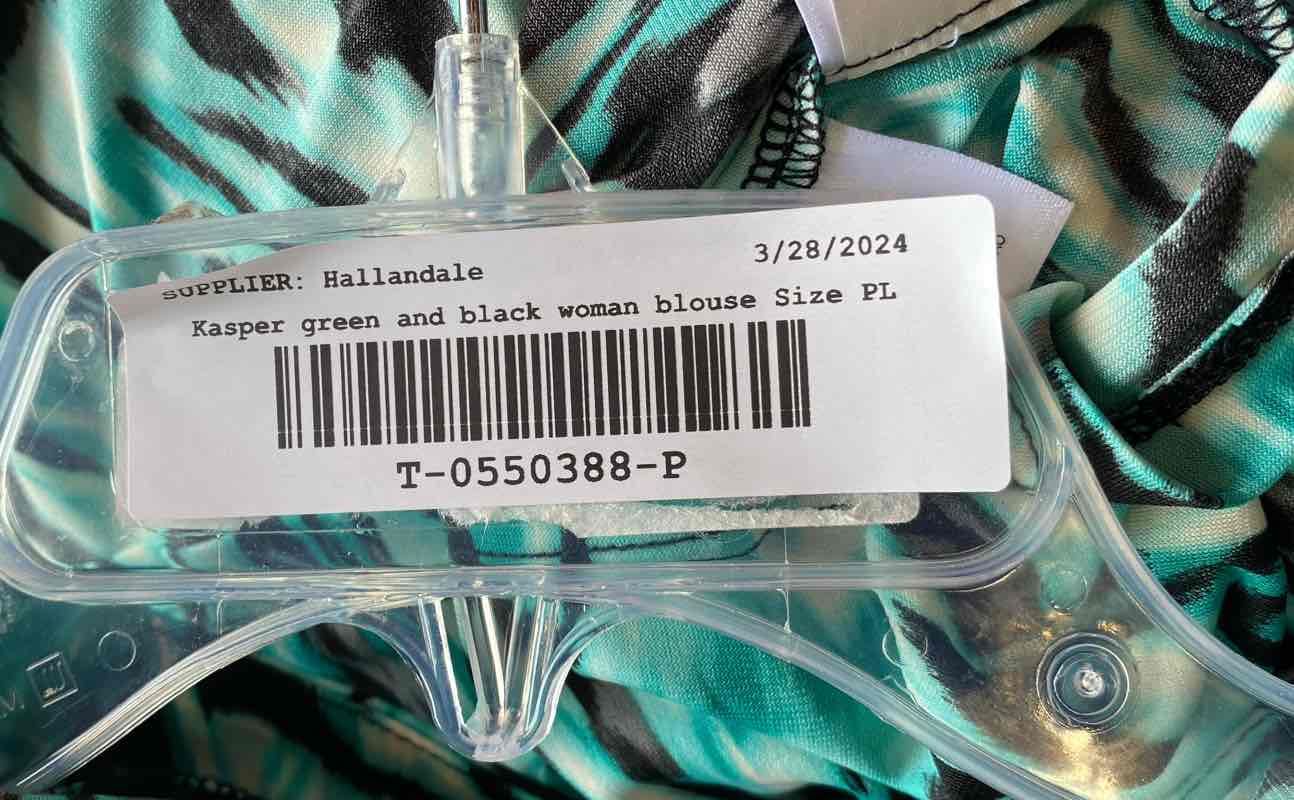 SUPPLIER: Hallandale
3/28/2024
Kasper green and black woman blouse Size PL
T-0550388-P